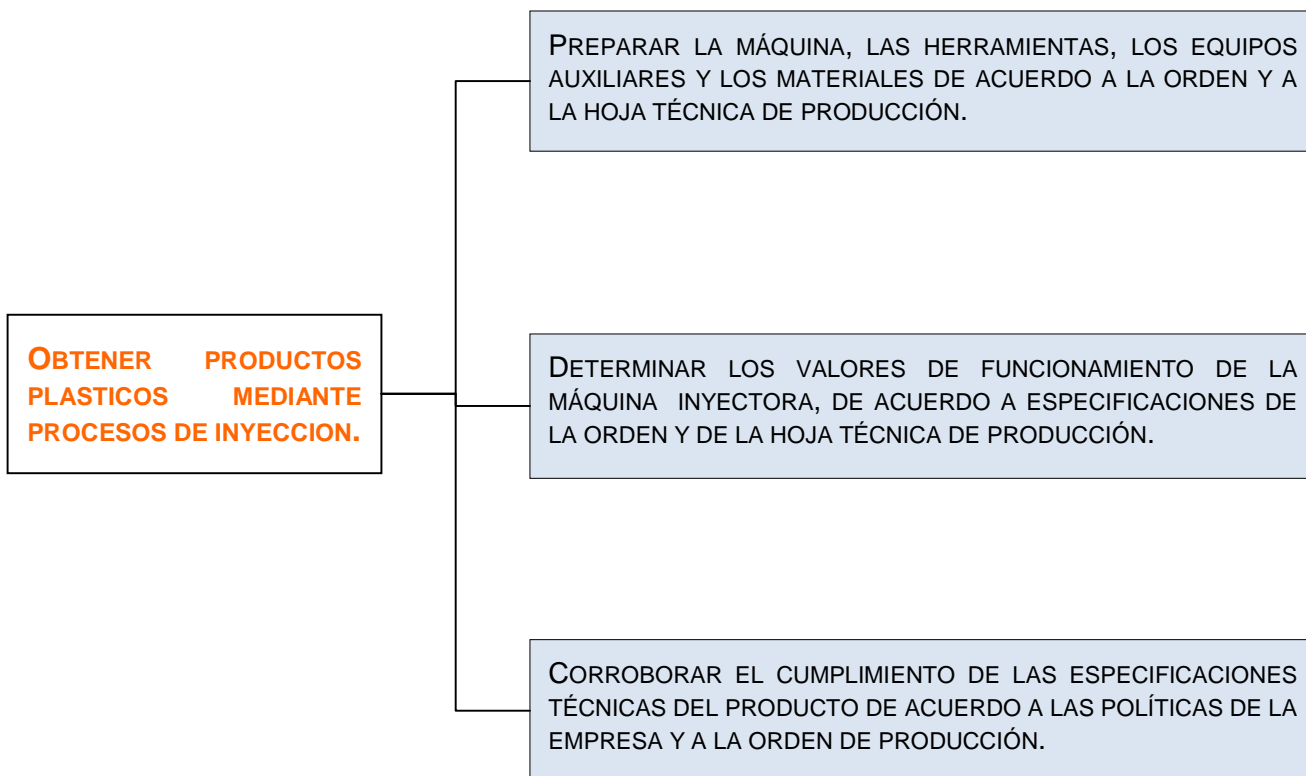 PREPARAR LA MÁQUINA, LAS HERRAMIENTAS, LOS EQUIPOS
AUXILIARES Y LOS MATERIALES DE ACUERDO A LA ORDEN Y A
LA HOJA TÉCNICA DE PRODUCCIÓN.
OBTENER PRODUCTOS
PLASTICOS MEDIANTE
PROCESOS DE INYECCION.
DETERMINAR LOS VALORES DE FUNCIONAMIENTO DE LA
MÁQUINA INYECTORA, DE ACUERDO A ESPECIFICACIONES DE
LA ORDEN Y DE LA HOJA TÉCNICA DE PRODUCCIÓN.
CORROBORAR EL CUMPLIMIENTO DE LAS ESPECIFICACIONES
TÉCNICAS DEL PRODUCTO DE ACUERDO A LAS POLÍTICAS DE LA
EMPRESA Y A LA ORDEN DE PRODUCCIÓN.